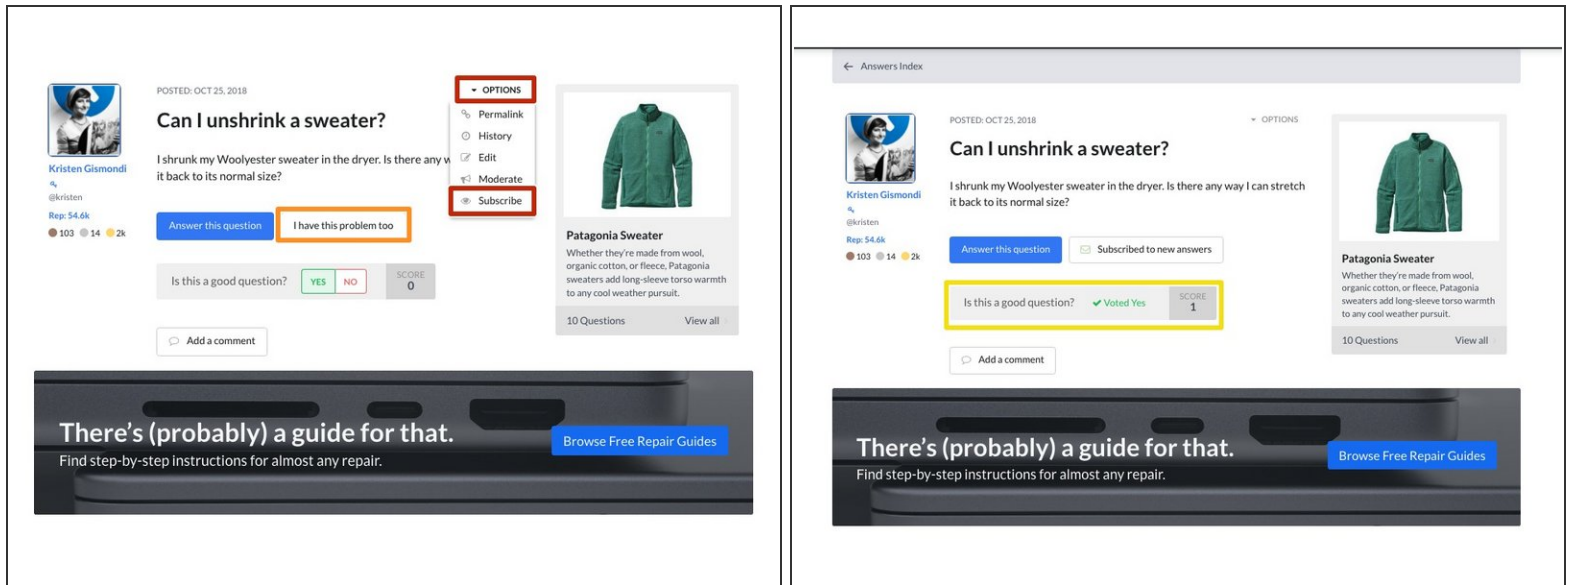 POSTED: OCT 25, 2018
OPTIONS
Can I unshrink a sweater?
Permalink
History
Edit
Moderate
Subscribe
I shrunk my Woolyester sweater in the dryer. Is there any w
it back to its normal size?
Kristen Gismondi
@kristen
Rep: 54.6k
103 14 2k
Answer this question
I have this problem too
Is this a good question? YES NO SCORE 0
Add a comment
Patagonia Sweater
Whether they're made from wool,
organic cotton, or fleece, Patagonia
sweaters add long-sleeve torso warmth
to any cool weather pursuit.
10 Questions View all
There's (probably) a guide for that.
Find step-by-step instructions for almost any repair.
Browse Free Repair Guides
Answers Index
POSTED: OCT 25, 2018
OPTIONS
Can I unshrink a sweater?
I shrunk my Woolyester sweater in the dryer. Is there any way I can stretch
it back to its normal size?
Kristen Gismondi
@kristen
Rep: 54.6k
103 14 2k
Answer this question
Subscribed to new answers
Is this a good question? Voted Yes SCORE 1
Add a comment
Patagonia Sweater
Whether they're made from wool,
organic cotton, or fleece, Patagonia
sweaters add long-sleeve torso warmth
to any cool weather pursuit.
10 Questions View all
There's (probably) a guide for that.
Find step-by-step instructions for almost any repair.
Browse Free Repair Guides